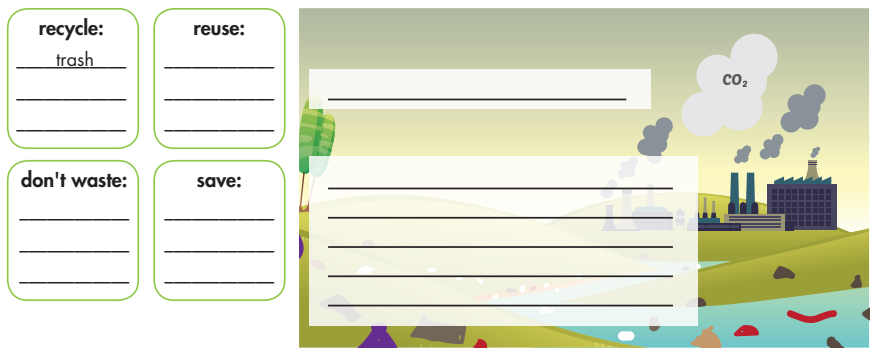 recycle:
trash
reuse:
don't waste:
save:
CO₂